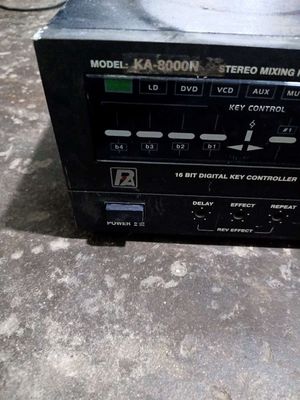 MODEL: KA-8000N STEREO MIXING
LD DVD VCD AUX MU
KEY CONTROL
b4 b3 b2 b1 #1
16 BIT DIGITAL KEY CONTROLLER
DELAY EFFECT REPEAT
POWER
REV EFFECT